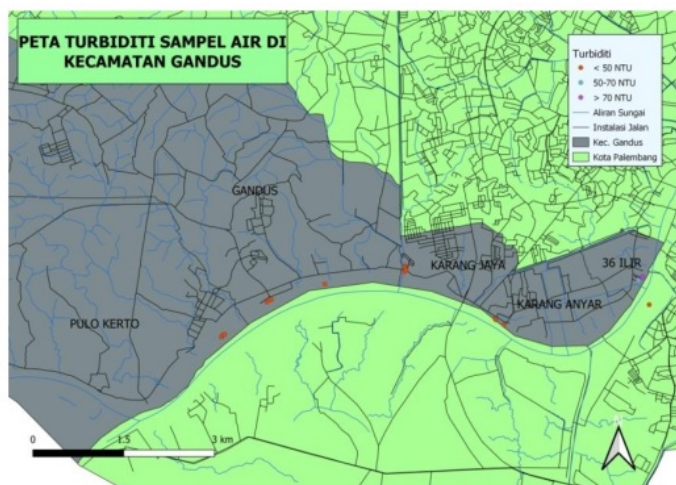 PETA TURBIDITI SAMPEL AIR DI
KECAMATAN GANDUS
Turbiditi
< 50 NTU
50-70 NTU
> 70 NTU
Aliran Sungai
Instalasi Jalan
Kec. Gandus
Kota Palembang
GANDUS
KARANG JAYA
36 ILIR
KARANG ANYAR
PULO KERTO
0 1.5 3 km